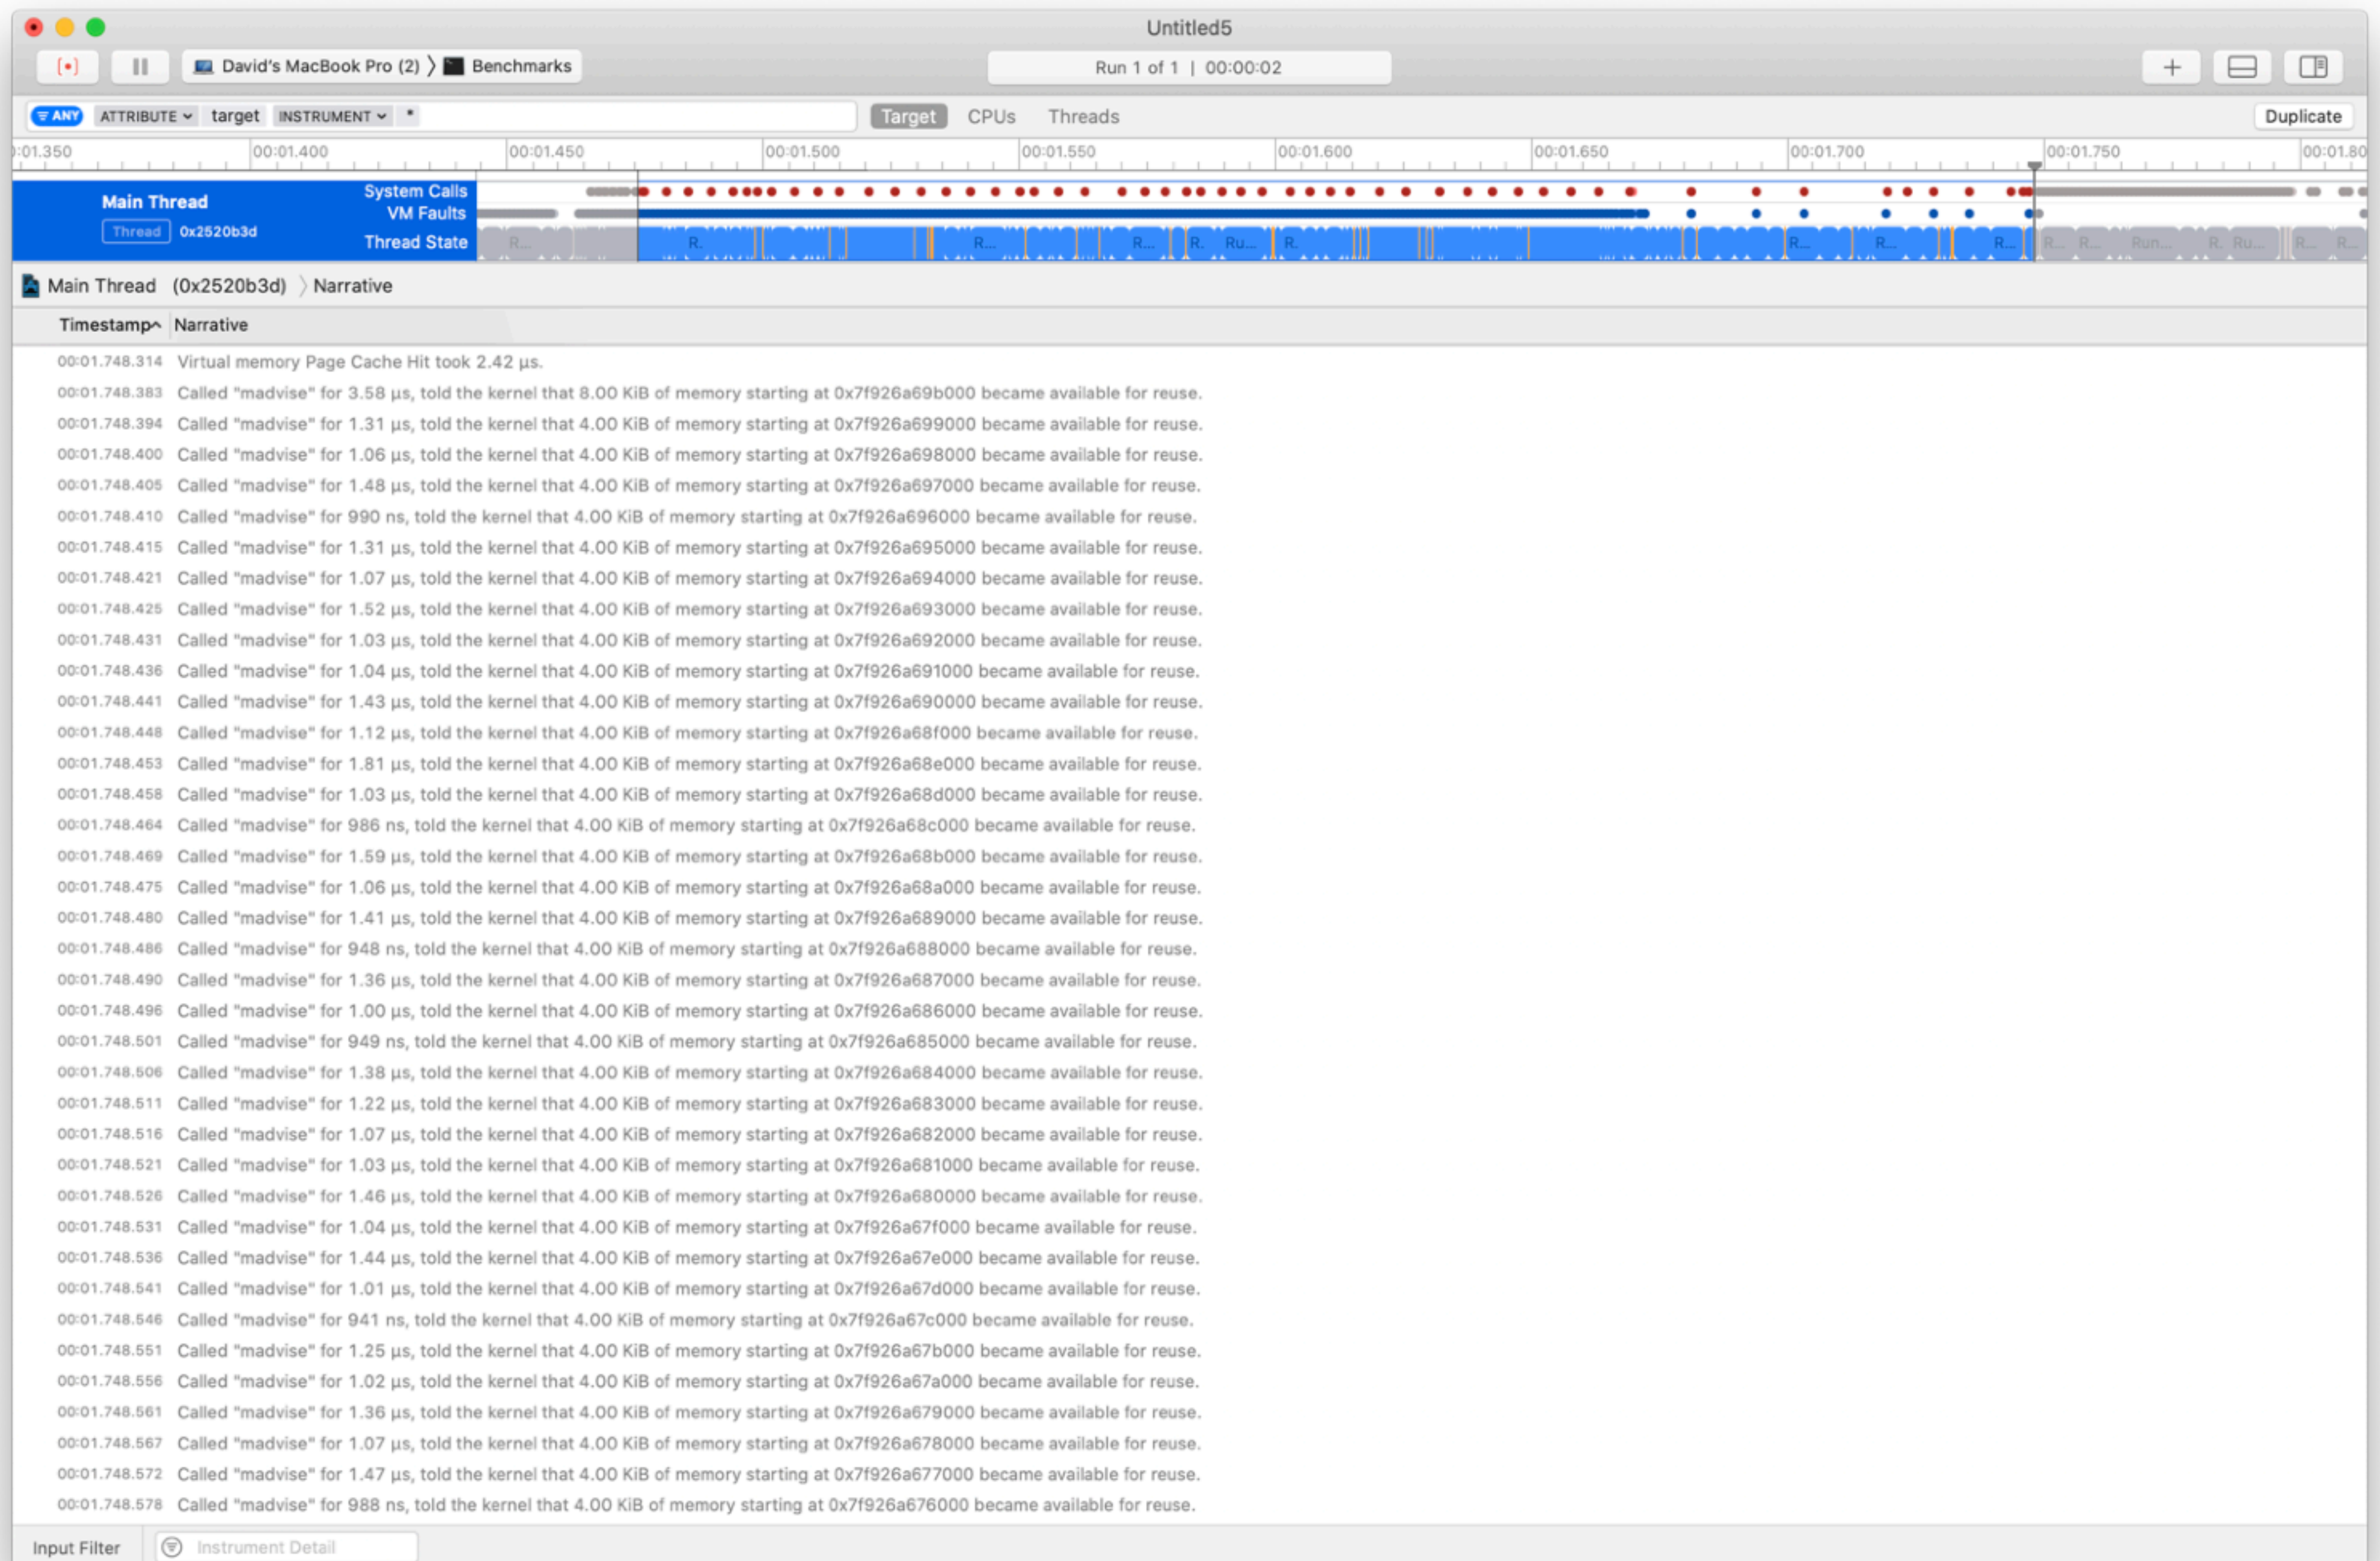 Untitled5
David's MacBook Pro (2) 〉 Benchmarks
Run 1 of 1 | 00:00:02
ANY ATTRIBUTE target INSTRUMENT *
Target CPUs Threads
Duplicate
00:01.350 00:01.400 00:01.450 00:01.500 00:01.550 00:01.600 00:01.650 00:01.700 00:01.750 00:01.80
Main Thread
Thread 0x2520b3d
System Calls
VM Faults
Thread State
R... R. R... R... R. Ru... R. R... R... R... R... R... Run... R. Ru... R... R...
Main Thread (0x2520b3d) 〉 Narrative
Timestamp Narrative
00:01.748.314 Virtual memory Page Cache Hit took 2.42 µs.
00:01.748.383 Called "madvise" for 3.58 µs, told the kernel that 8.00 KiB of memory starting at 0x7f926a69b000 became available for reuse.
00:01.748.394 Called "madvise" for 1.31 µs, told the kernel that 4.00 KiB of memory starting at 0x7f926a699000 became available for reuse.
00:01.748.400 Called "madvise" for 1.06 µs, told the kernel that 4.00 KiB of memory starting at 0x7f926a698000 became available for reuse.
00:01.748.405 Called "madvise" for 1.48 µs, told the kernel that 4.00 KiB of memory starting at 0x7f926a697000 became available for reuse.
00:01.748.410 Called "madvise" for 990 ns, told the kernel that 4.00 KiB of memory starting at 0x7f926a696000 became available for reuse.
00:01.748.415 Called "madvise" for 1.31 µs, told the kernel that 4.00 KiB of memory starting at 0x7f926a695000 became available for reuse.
00:01.748.421 Called "madvise" for 1.07 µs, told the kernel that 4.00 KiB of memory starting at 0x7f926a694000 became available for reuse.
00:01.748.425 Called "madvise" for 1.52 µs, told the kernel that 4.00 KiB of memory starting at 0x7f926a693000 became available for reuse.
00:01.748.431 Called "madvise" for 1.03 µs, told the kernel that 4.00 KiB of memory starting at 0x7f926a692000 became available for reuse.
00:01.748.436 Called "madvise" for 1.04 µs, told the kernel that 4.00 KiB of memory starting at 0x7f926a691000 became available for reuse.
00:01.748.441 Called "madvise" for 1.43 µs, told the kernel that 4.00 KiB of memory starting at 0x7f926a690000 became available for reuse.
00:01.748.448 Called "madvise" for 1.12 µs, told the kernel that 4.00 KiB of memory starting at 0x7f926a68f000 became available for reuse.
00:01.748.453 Called "madvise" for 1.81 µs, told the kernel that 4.00 KiB of memory starting at 0x7f926a68e000 became available for reuse.
00:01.748.458 Called "madvise" for 1.03 µs, told the kernel that 4.00 KiB of memory starting at 0x7f926a68d000 became available for reuse.
00:01.748.464 Called "madvise" for 986 ns, told the kernel that 4.00 KiB of memory starting at 0x7f926a68c000 became available for reuse.
00:01.748.469 Called "madvise" for 1.59 µs, told the kernel that 4.00 KiB of memory starting at 0x7f926a68b000 became available for reuse.
00:01.748.475 Called "madvise" for 1.06 µs, told the kernel that 4.00 KiB of memory starting at 0x7f926a68a000 became available for reuse.
00:01.748.480 Called "madvise" for 1.41 µs, told the kernel that 4.00 KiB of memory starting at 0x7f926a689000 became available for reuse.
00:01.748.486 Called "madvise" for 948 ns, told the kernel that 4.00 KiB of memory starting at 0x7f926a688000 became available for reuse.
00:01.748.490 Called "madvise" for 1.36 µs, told the kernel that 4.00 KiB of memory starting at 0x7f926a687000 became available for reuse.
00:01.748.496 Called "madvise" for 1.00 µs, told the kernel that 4.00 KiB of memory starting at 0x7f926a686000 became available for reuse.
00:01.748.501 Called "madvise" for 949 ns, told the kernel that 4.00 KiB of memory starting at 0x7f926a685000 became available for reuse.
00:01.748.506 Called "madvise" for 1.38 µs, told the kernel that 4.00 KiB of memory starting at 0x7f926a684000 became available for reuse.
00:01.748.511 Called "madvise" for 1.22 µs, told the kernel that 4.00 KiB of memory starting at 0x7f926a683000 became available for reuse.
00:01.748.516 Called "madvise" for 1.07 µs, told the kernel that 4.00 KiB of memory starting at 0x7f926a682000 became available for reuse.
00:01.748.521 Called "madvise" for 1.03 µs, told the kernel that 4.00 KiB of memory starting at 0x7f926a681000 became available for reuse.
00:01.748.526 Called "madvise" for 1.46 µs, told the kernel that 4.00 KiB of memory starting at 0x7f926a680000 became available for reuse.
00:01.748.531 Called "madvise" for 1.04 µs, told the kernel that 4.00 KiB of memory starting at 0x7f926a67f000 became available for reuse.
00:01.748.536 Called "madvise" for 1.44 µs, told the kernel that 4.00 KiB of memory starting at 0x7f926a67e000 became available for reuse.
00:01.748.541 Called "madvise" for 1.01 µs, told the kernel that 4.00 KiB of memory starting at 0x7f926a67d000 became available for reuse.
00:01.748.546 Called "madvise" for 941 ns, told the kernel that 4.00 KiB of memory starting at 0x7f926a67c000 became available for reuse.
00:01.748.551 Called "madvise" for 1.25 µs, told the kernel that 4.00 KiB of memory starting at 0x7f926a67b000 became available for reuse.
00:01.748.556 Called "madvise" for 1.02 µs, told the kernel that 4.00 KiB of memory starting at 0x7f926a67a000 became available for reuse.
00:01.748.561 Called "madvise" for 1.36 µs, told the kernel that 4.00 KiB of memory starting at 0x7f926a679000 became available for reuse.
00:01.748.567 Called "madvise" for 1.07 µs, told the kernel that 4.00 KiB of memory starting at 0x7f926a678000 became available for reuse.
00:01.748.572 Called "madvise" for 1.47 µs, told the kernel that 4.00 KiB of memory starting at 0x7f926a677000 became available for reuse.
00:01.748.578 Called "madvise" for 988 ns, told the kernel that 4.00 KiB of memory starting at 0x7f926a676000 became available for reuse.
Input Filter Instrument Detail